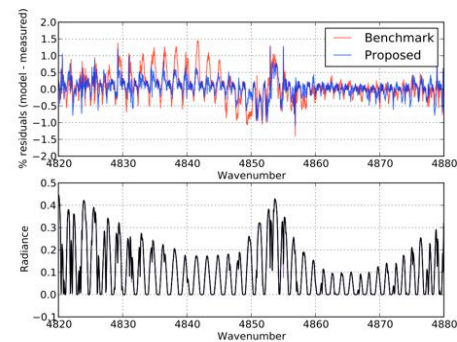 % residuals (model - measured)
2.0
1.5
1.0
0.5
0.0
-0.5
-1.0
-1.5
-2.0
Benchmark
Proposed
4820 4830 4840 4850 4860 4870 4880
Wavenumber
Radiance
0.5
0.4
0.3
0.2
0.1
0.0
-0.1
4820 4830 4840 4850 4860 4870 4880
Wavenumber